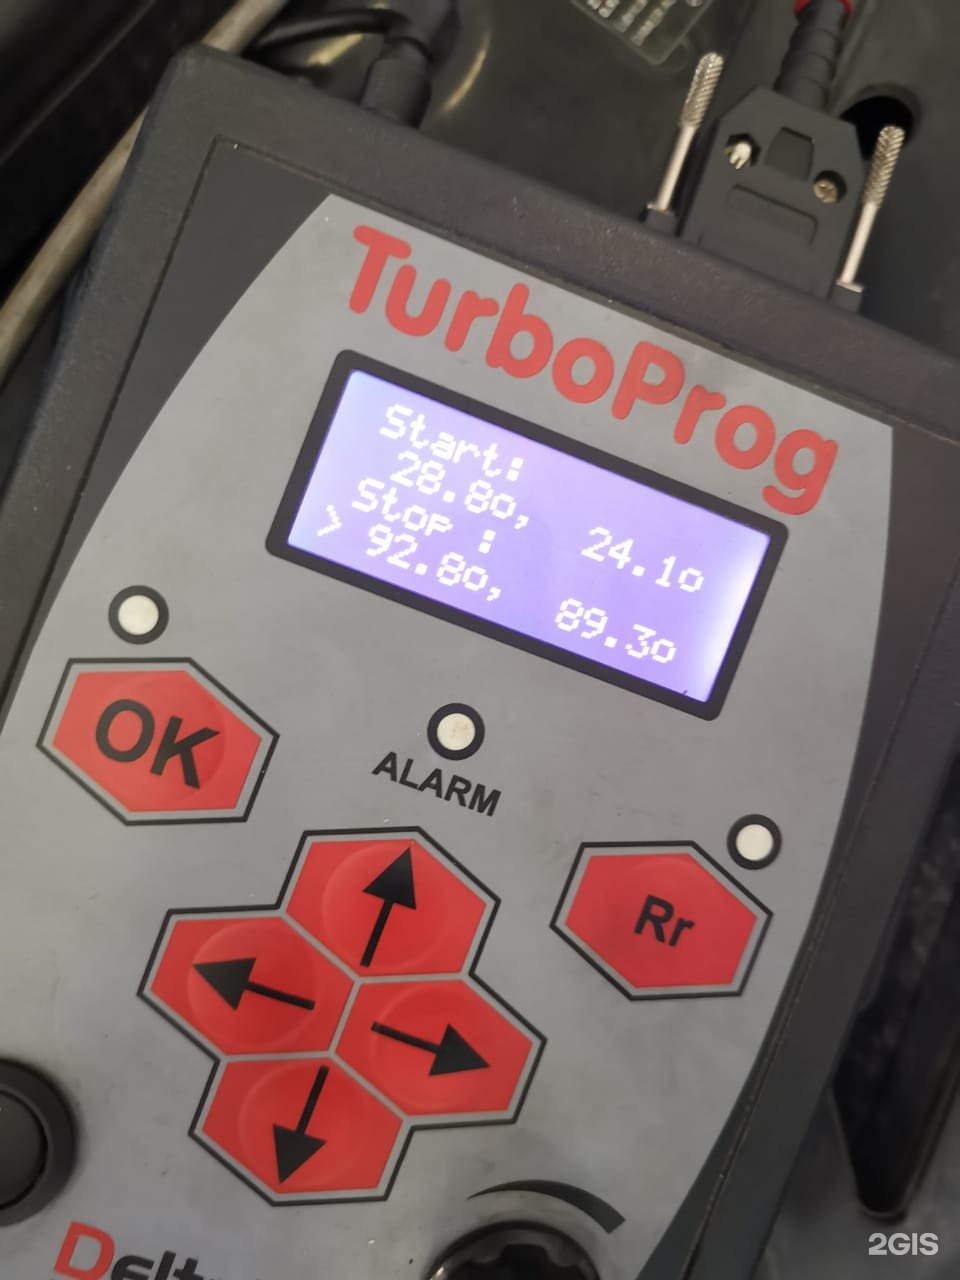 TurboProg
Start:
28.8o, 24.1o
Stop :
> 92.8o, 89.3o
OK
ALARM
Rr
2GIS